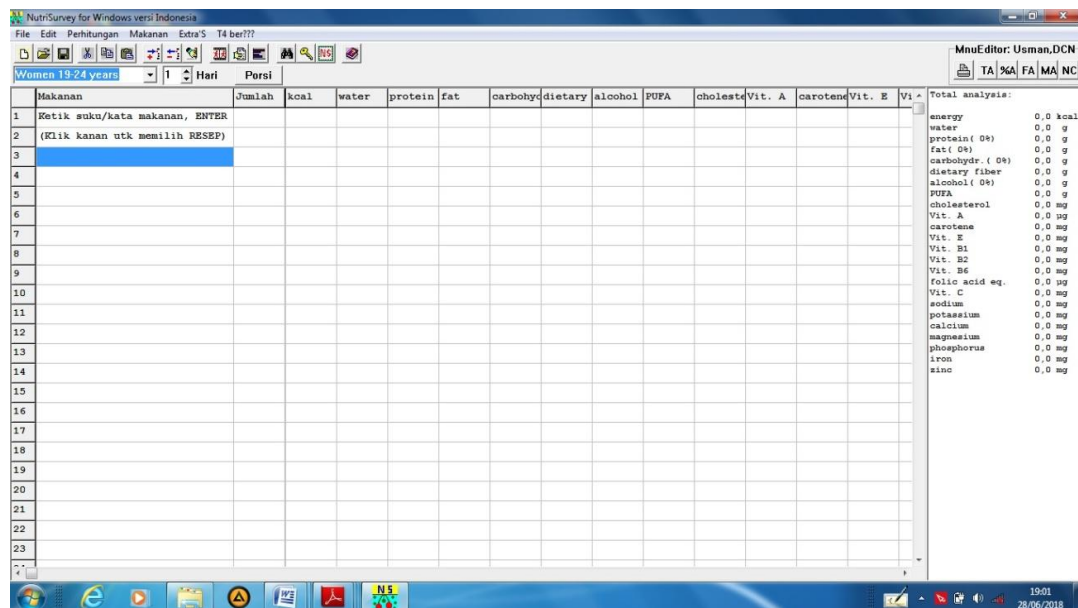 NutriSurvey for Windows versi Indonesia
File Edit Perhitungan Makanan Extra'S T4 ber???
MnuEditor: Usman,DCN
Women 19-24 years 1 Hari Porsi
TA %A FA MA NC
Makanan Jumlah kcal water protein fat carbohyd dietary alcohol PUFA choleste Vit. A carotene Vit. E Vi
1 Ketik suku/kata makanan, ENTER
2 (Klik kanan utk memilih RESEP)
3
4
5
6
7
8
9
10
11
12
13
14
15
16
17
18
19
20
21
22
23
Total analysis:
energy 0,0 kcal
water 0,0 g
protein( 0%) 0,0 g
fat( 0%) 0,0 g
carbohydr.( 0%) 0,0 g
dietary fiber 0,0 g
alcohol( 0%) 0,0 g
PUFA 0,0 g
cholesterol 0,0 mg
Vit. A 0,0 µg
carotene 0,0 mg
Vit. E 0,0 mg
Vit. B1 0,0 mg
Vit. B2 0,0 mg
Vit. B6 0,0 mg
folic acid eq. 0,0 µg
Vit. C 0,0 mg
sodium 0,0 mg
potassium 0,0 mg
calcium 0,0 mg
magnesium 0,0 mg
phosphorus 0,0 mg
iron 0,0 mg
zinc 0,0 mg
NS
19:01
28/06/2018